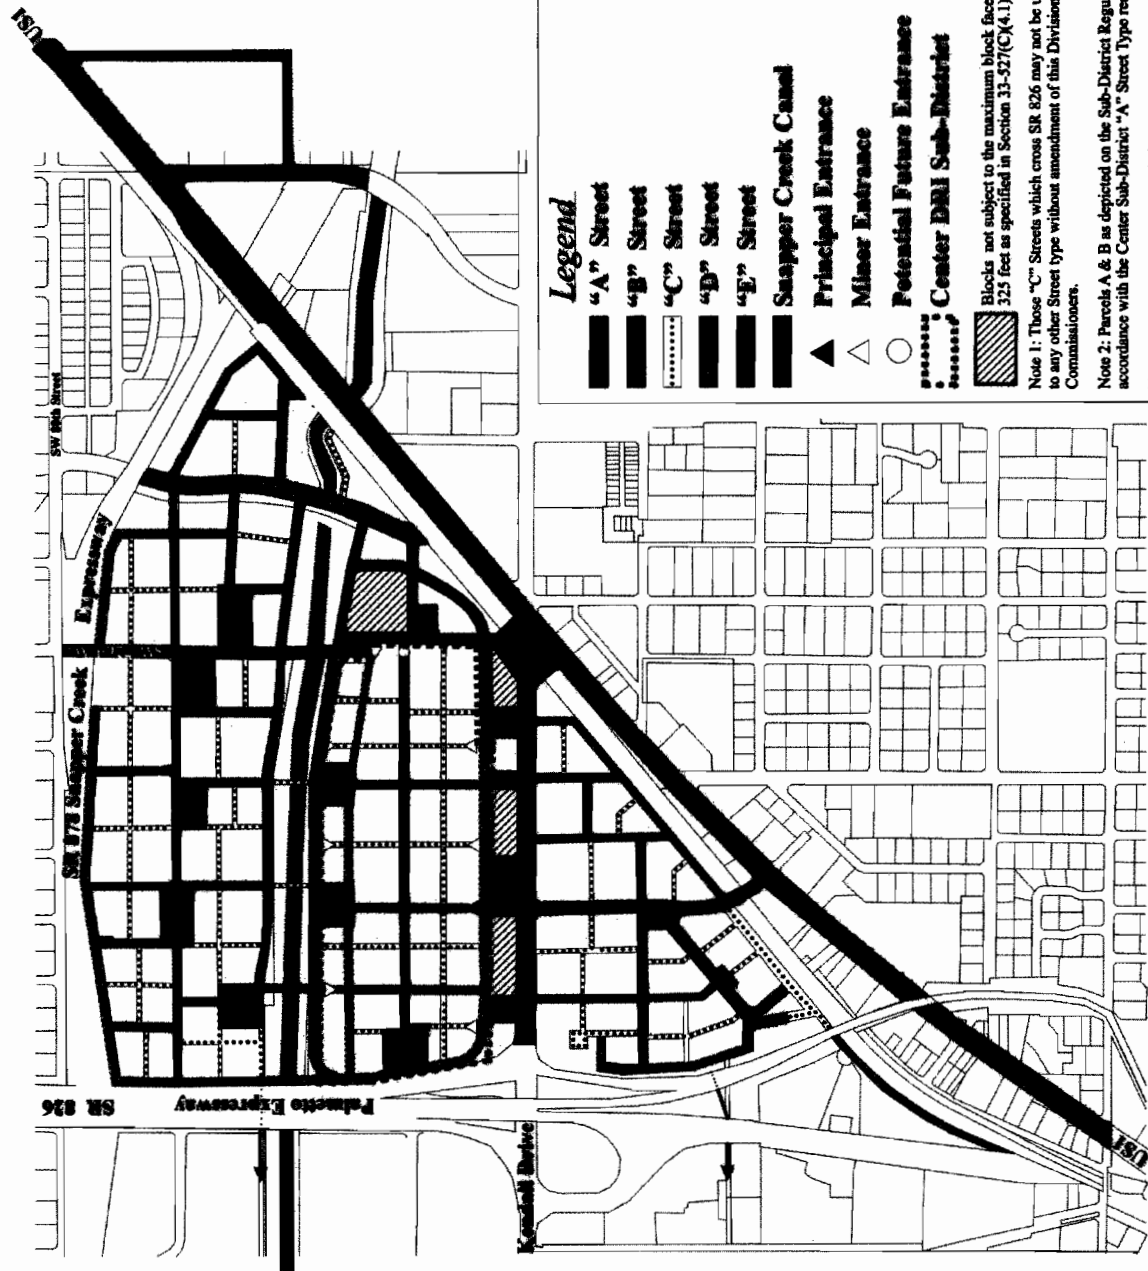 US1
SW 80th Street
Expressway
SR 878 Snapper Creek
SR 826
Palmetto Expressway
Kendall Drive
US1
Legend
"A" Street
"B" Street
"C" Street
"D" Street
"E" Street
Snapper Creek Canal
Principal Entrance
Minor Entrance
Potential Future Entrance
Center DRI Sub-District
Blocks not subject to the maximum block face
325 feet as specified in Section 33-527(C)(4.1)
Note 1: Those "C" Streets which cross SR 826 may not be
to any other Street type without amendment of this Division
Commissioners.
Note 2: Parcels A & B as depicted on the Sub-District
accordance with the Center Sub-District "A" Street Type